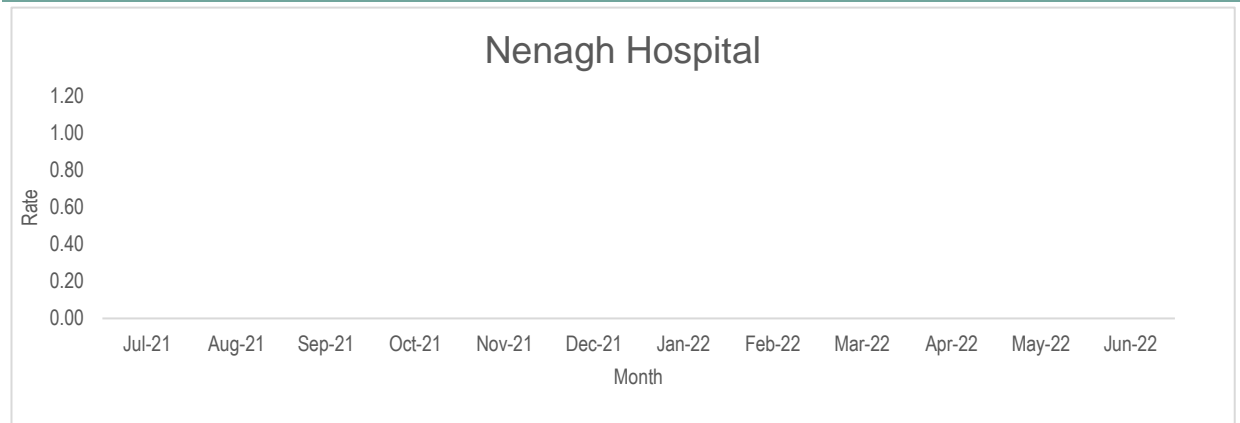 Nenagh Hospital
1.20
1.00
0.80
0.60
0.40
0.20
0.00
Rate
Jul-21 Aug-21 Sep-21 Oct-21 Nov-21 Dec-21 Jan-22 Feb-22 Mar-22 Apr-22 May-22 Jun-22
Month